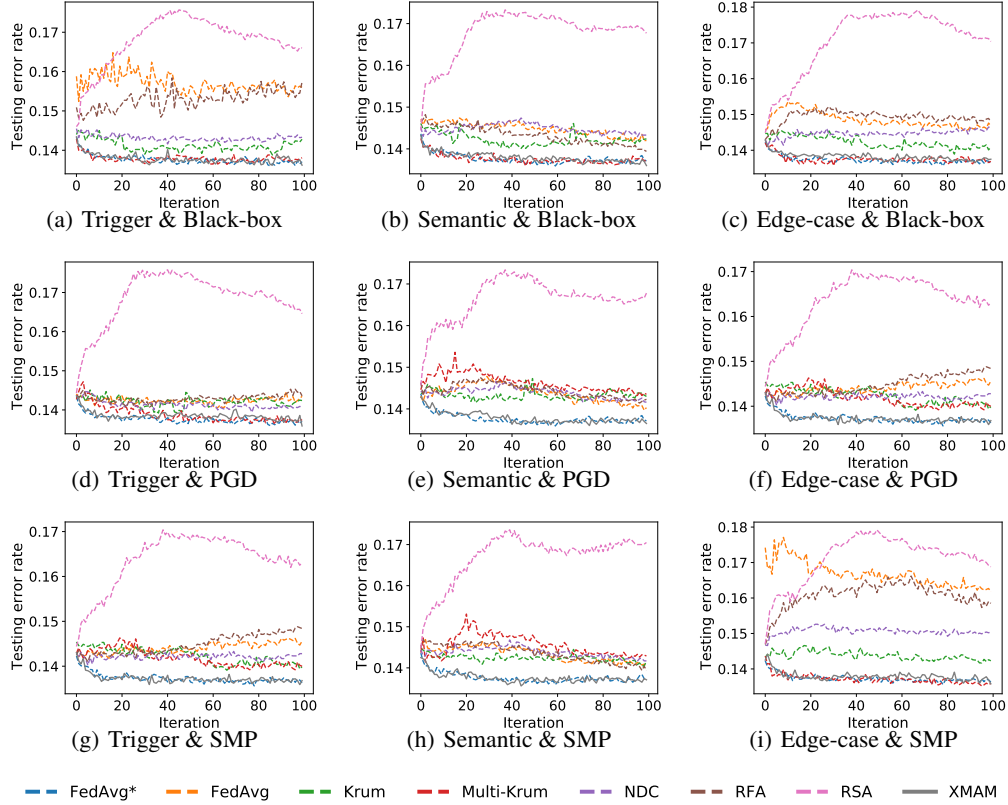 Testing error rate
0.17
0.16
0.15
0.14
0 20 40 60 80 100
Iteration
(a) Trigger & Black-box
Testing error rate
0.17
0.16
0.15
0.14
0 20 40 60 80 100
Iteration
(b) Semantic & Black-box
Testing error rate
0.18
0.17
0.16
0.15
0.14
0 20 40 60 80 100
Iteration
(c) Edge-case & Black-box
Testing error rate
0.17
0.16
0.15
0.14
0 20 40 60 80 100
Iteration
(d) Trigger & PGD
Testing error rate
0.17
0.16
0.15
0.14
0 20 40 60 80 100
Iteration
(e) Semantic & PGD
Testing error rate
0.17
0.16
0.15
0.14
0 20 40 60 80 100
Iteration
(f) Edge-case & PGD
Testing error rate
0.17
0.16
0.15
0.14
0 20 40 60 80 100
Iteration
(g) Trigger & SMP
Testing error rate
0.17
0.16
0.15
0.14
0 20 40 60 80 100
Iteration
(h) Semantic & SMP
Testing error rate
0.18
0.17
0.16
0.15
0.14
0 20 40 60 80 100
Iteration
(i) Edge-case & SMP
FedAvg* FedAvg Krum Multi-Krum NDC RFA RSA XMAM